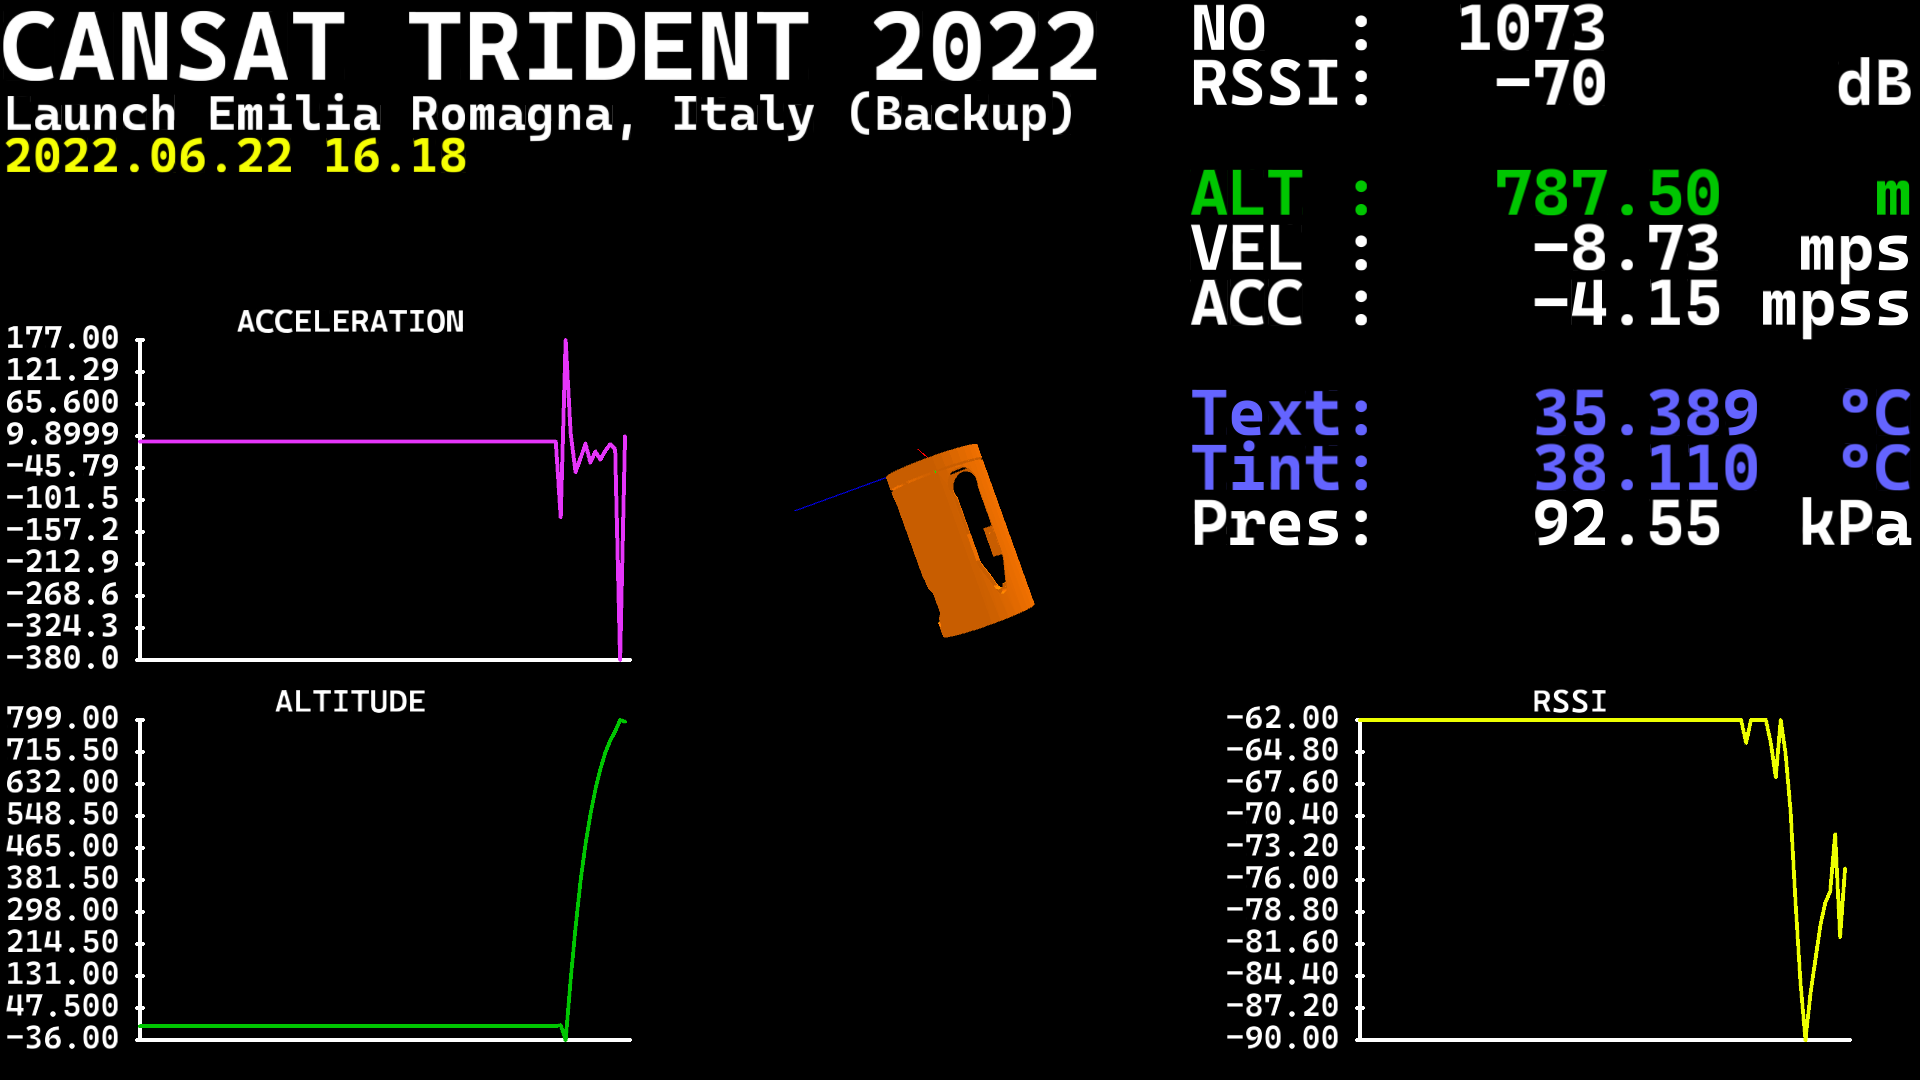 CANSAT TRIDENT 2022
Launch Emilia Romagna, Italy (Backup)
2022.06.22 16.18
NO : 1073
RSSI: -70 dB
ALT : 787.50 m
VEL : -8.73 mps
ACC : -4.15 mpss
Text: 35.389 °C
Tint: 38.110 °C
Pres: 92.55 kPa
ACCELERATION
177.00
121.29
65.600
9.8999
-45.79
-101.5
-157.2
-212.9
-268.6
-324.3
-380.0
ALTITUDE
799.00
715.50
632.00
548.50
465.00
381.50
298.00
214.50
131.00
47.500
-36.00
RSSI
-62.00
-64.80
-67.60
-70.40
-73.20
-76.00
-78.80
-81.60
-84.40
-87.20
-90.00